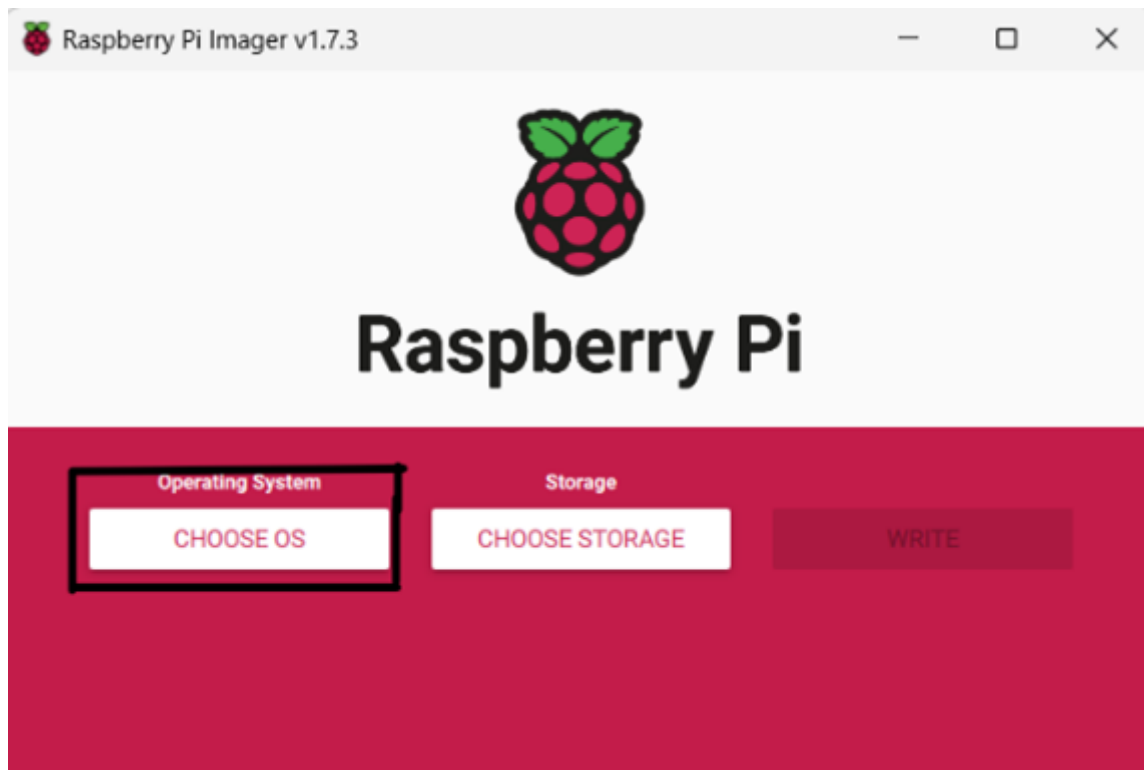 Raspberry Pi Imager v1.7.3
Raspberry Pi
Operating System
CHOOSE OS
Storage
CHOOSE STORAGE
WRITE